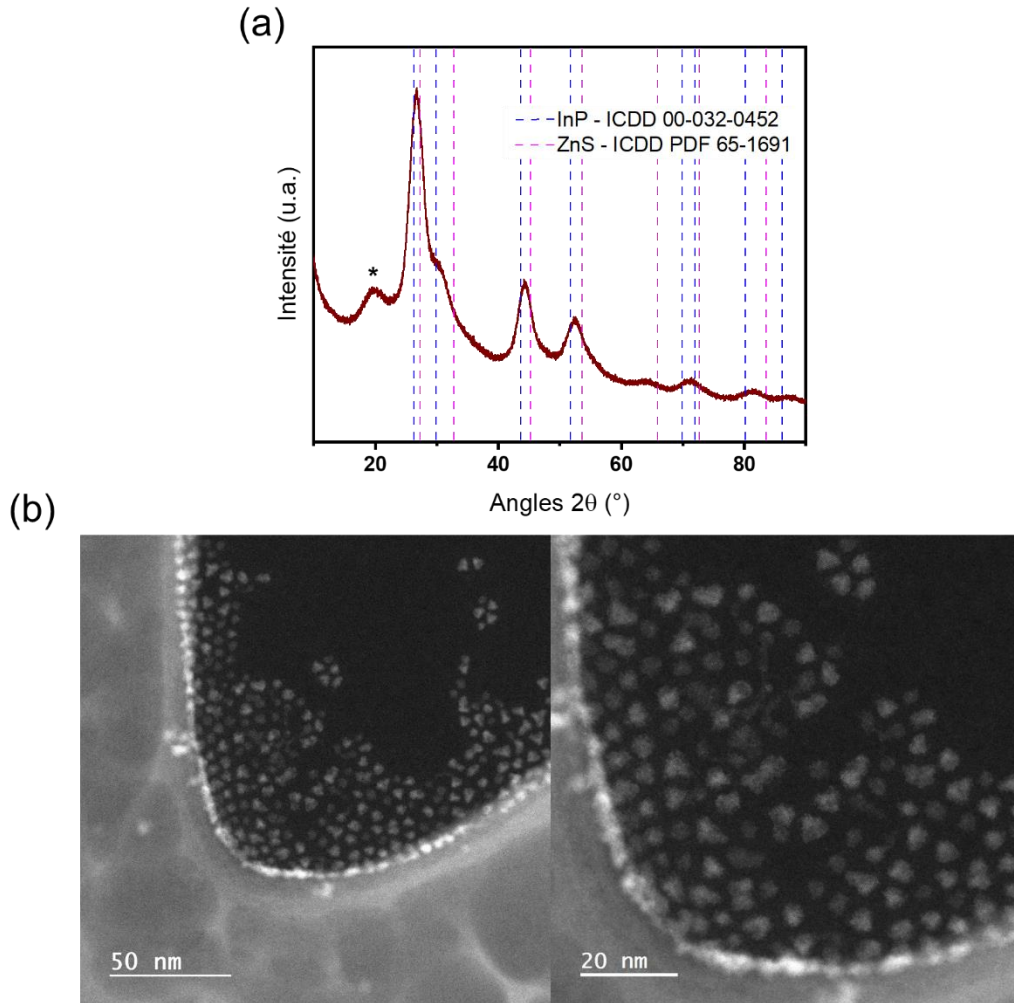 (a)
Intensité (u.a.)
*
InP - ICDD 00-032-0452
ZnS - ICDD PDF 65-1691
20 40 60 80
Angles 2θ (°)
(b)
50 nm
20 nm